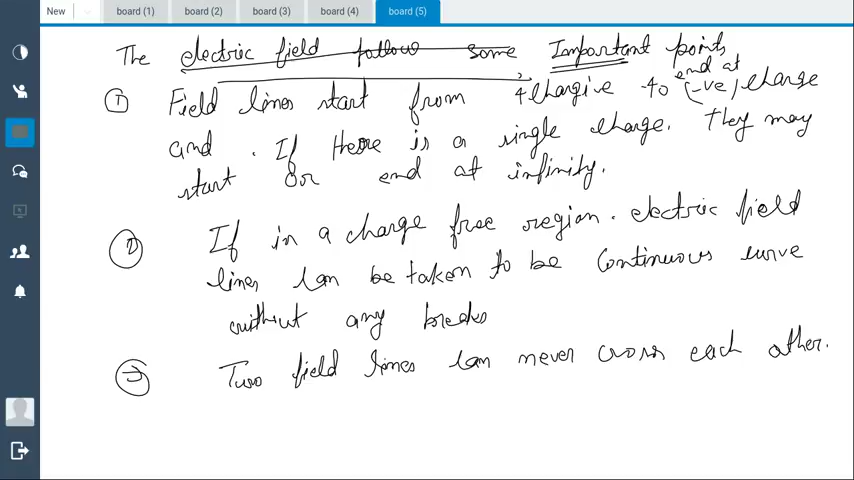 New board (1) board (2) board (3) board (4) board (5)
The electric field follow some Important points
① Field lines start from +chargive to end at (-ve) charge
and . If there is a single charge. They may
start or end at infinity.
② If in a charge free region. electric field
lines can be taken to be continuous curve
without any breaks
③ Two field lines can never cross each other.